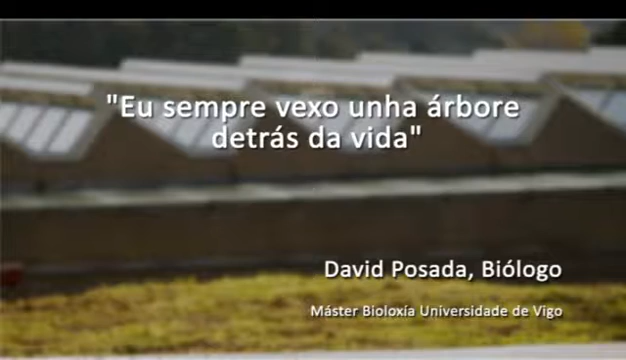 "Eu sempre vexo unha árbore
detrás da vida"
David Posada, Biólogo
Máster Bioloxía Universidade de Vigo